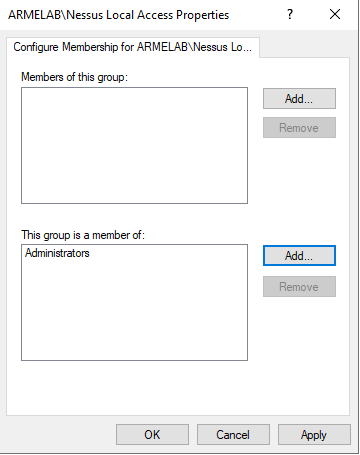 ARMELAB\Nessus Local Access Properties
?
Configure Membership for ARMELAB\Nessus Lo...
Members of this group:
Add...
Remove
This group is a member of:
Administrators
Add...
Remove
OK
Cancel
Apply